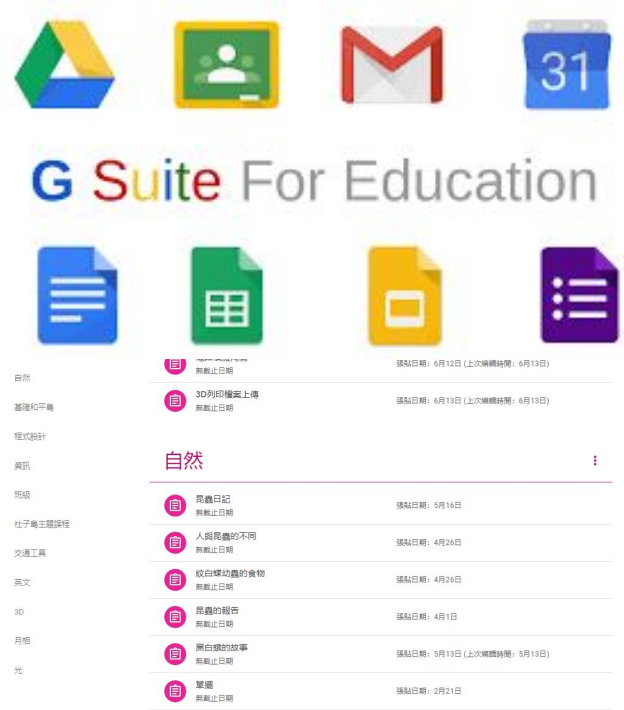 31
G Suite For Education
自然
基隆和平島
程式設計
資訊
班級
社子島主題課程
交通工具
英文
3D
月相
光
無截止日期
張貼日期：6月12日 (上次編輯時間：6月13日)
3D列印檔案上傳
無截止日期
張貼日期：6月13日 (上次編輯時間：6月13日)
自然
昆蟲日記
無截止日期
張貼日期：5月16日
人與昆蟲的不同
無截止日期
張貼日期：4月26日
紋白蝶幼蟲的食物
無截止日期
張貼日期：4月26日
昆蟲的報告
無截止日期
張貼日期：4月1日
黑白蛾的故事
無截止日期
張貼日期：5月13日 (上次編輯時間：5月13日)
單擺
無截止日期
張貼日期：2月21日